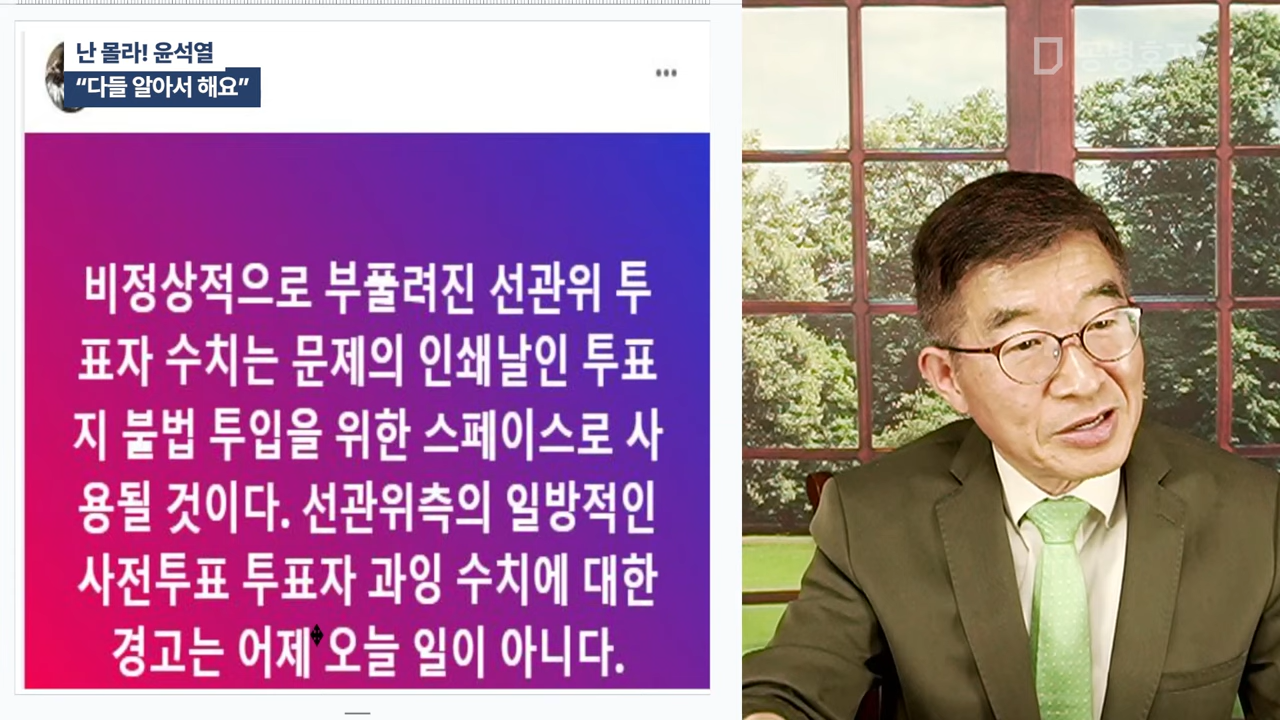 난 몰라! 윤석열
“다들 알아서 해요”
비정상적으로 부풀려진 선관위 투
표자 수치는 문제의 인쇄날인 투표
지 불법 투입을 위한 스페이스로 사
용될 것이다. 선관위측의 일방적인
사전투표 투표자 과잉 수치에 대한
경고는 어제 오늘 일이 아니다.
공병호TV